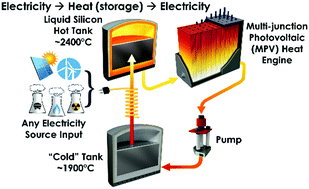 Electricity → Heat (storage) → Electricity
Liquid Silicon
Hot Tank
~2400°C
Multi-junction
Photovoltaic
(MPV) Heat
Engine
Any Electricity
Source Input
Pump
“Cold” Tank
~1900°C